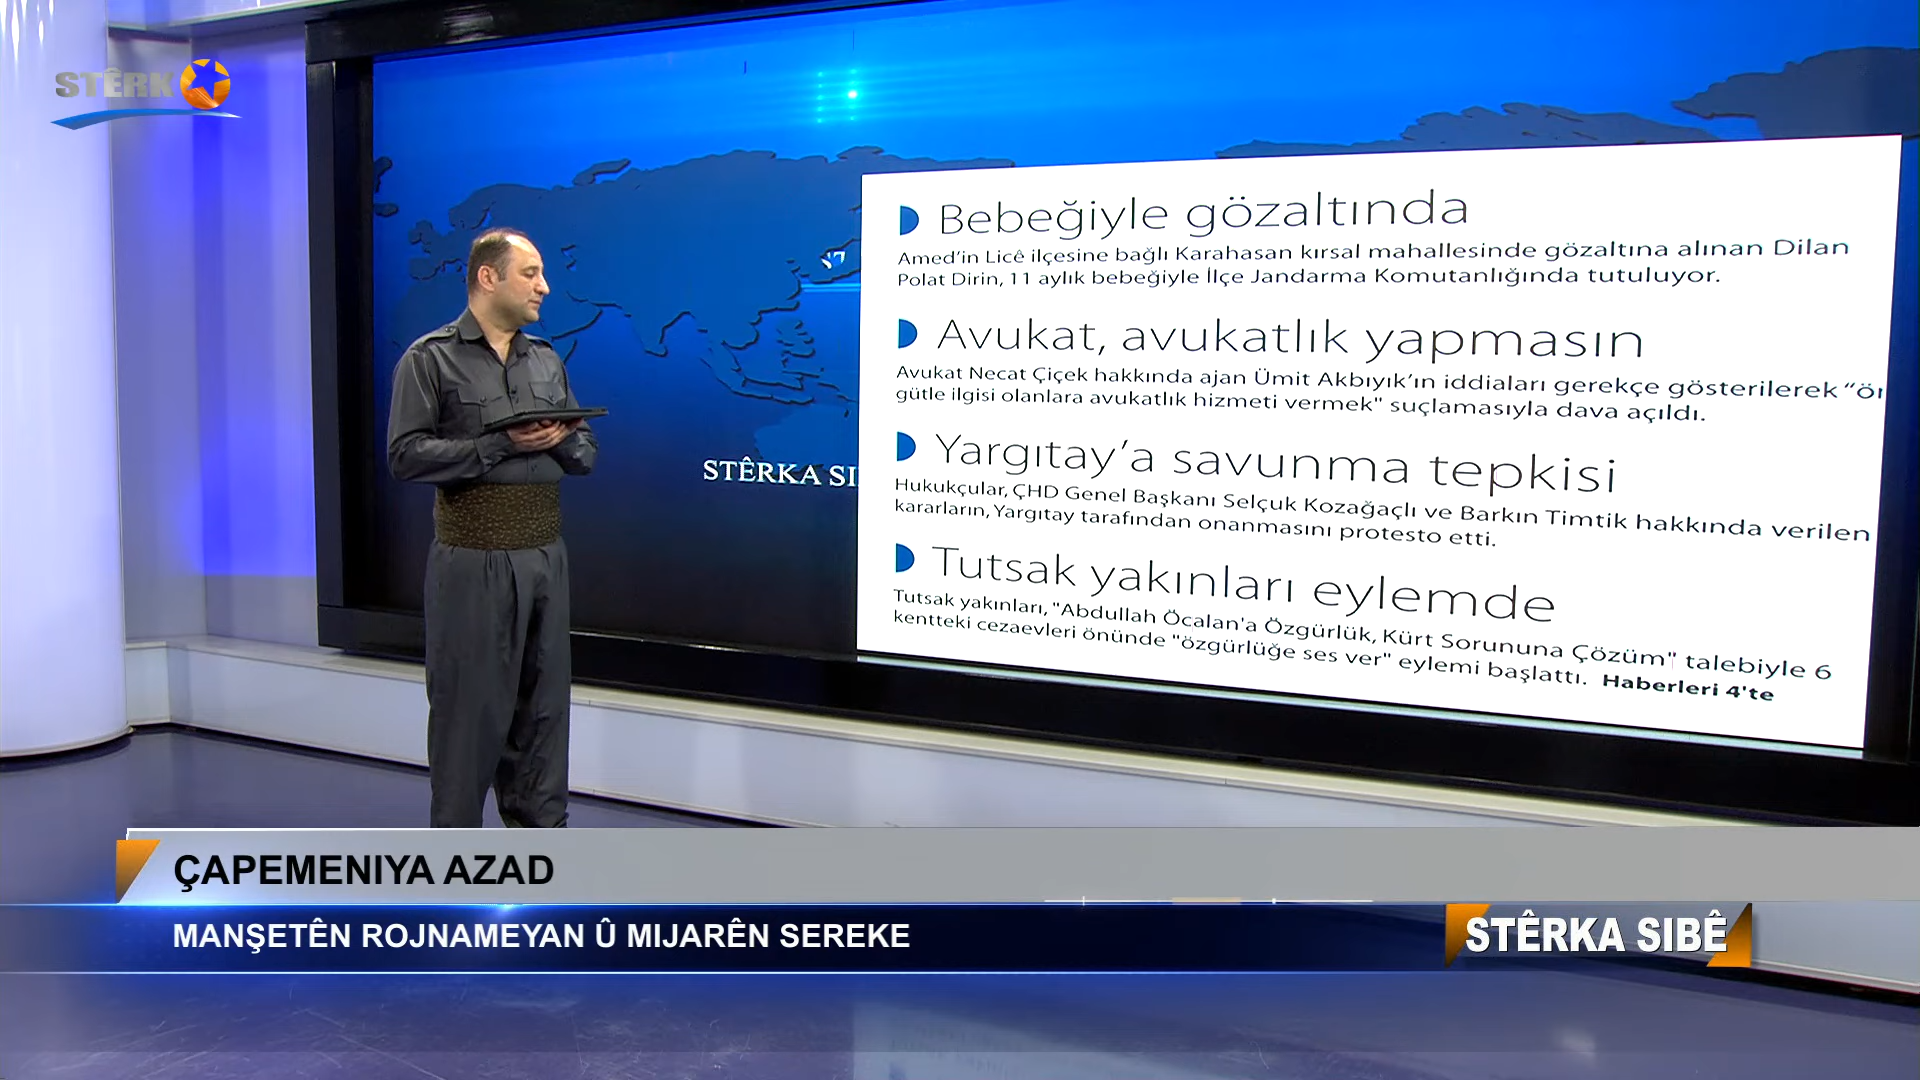 STÊRK
Bebeğiyle gözaltında
Amed’in Licê ilçesine bağlı Karahasan kırsal mahallesinde gözaltına alınan Dilan
Polat Dirin, 11 aylık bebeğiyle İlçe Jandarma Komutanlığında tutuluyor.
Avukat, avukatlık yapmasın
Avukat Necat Çiçek hakkında ajan Ümit Akbıyık’ın iddiaları gerekçe gösterilerek “ör
gütle ilgisi olanlara avukatlık hizmeti vermek" suçlamasıyla dava açıldı.
Yargıtay’a savunma tepkisi
Hukukçular, ÇHD Genel Başkanı Selçuk Kozağaçlı ve Barkın Timtik hakkında verilen
kararların, Yargıtay tarafından onanmasını protesto etti.
Tutsak yakınları eylemde
Tutsak yakınları, "Abdullah Öcalan'a Özgürlük, Kürt Sorununa Çözüm" talebiyle 6
kentteki cezaevleri önünde "özgürlüğe ses ver" eylemi başlattı. Haberleri 4'te
STÊRKA SI
ÇAPEMENIYA AZAD
MANŞETÊN ROJNAMEYAN Û MIJARÊN SEREKE
STÊRKA SIBÊ